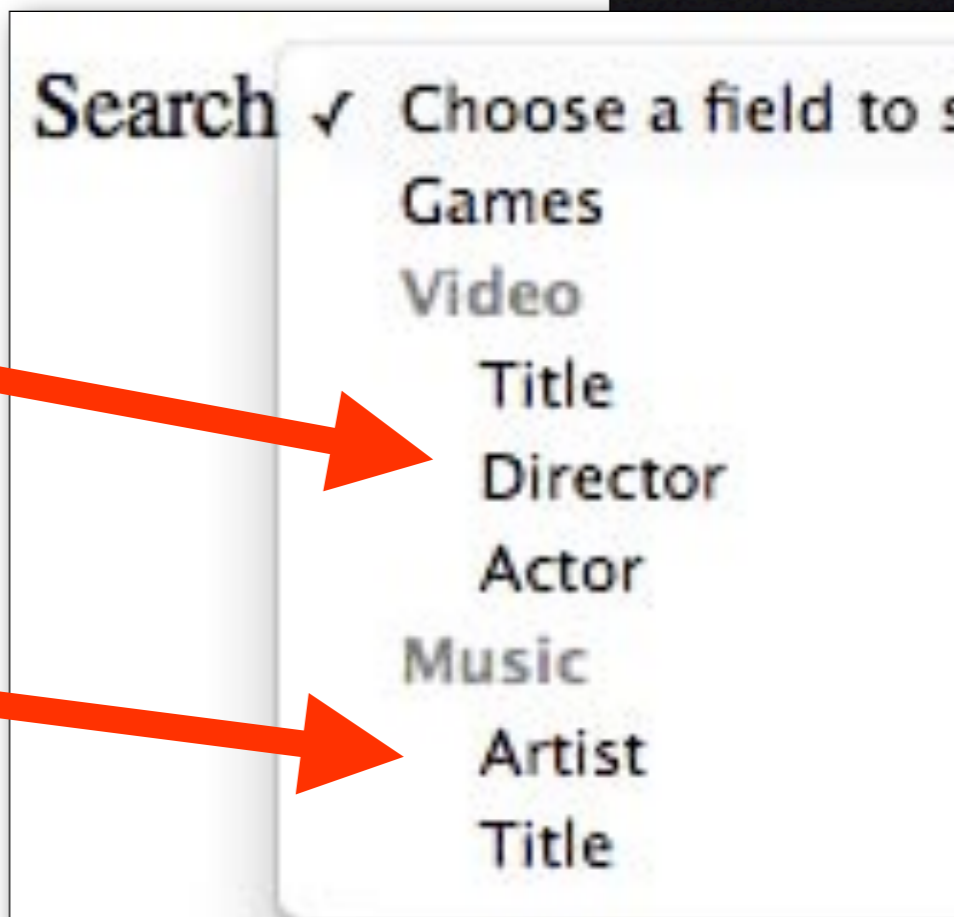 Search ✓ Choose a field to
Games
Video
Title
Director
Actor
Music
Artist
Title